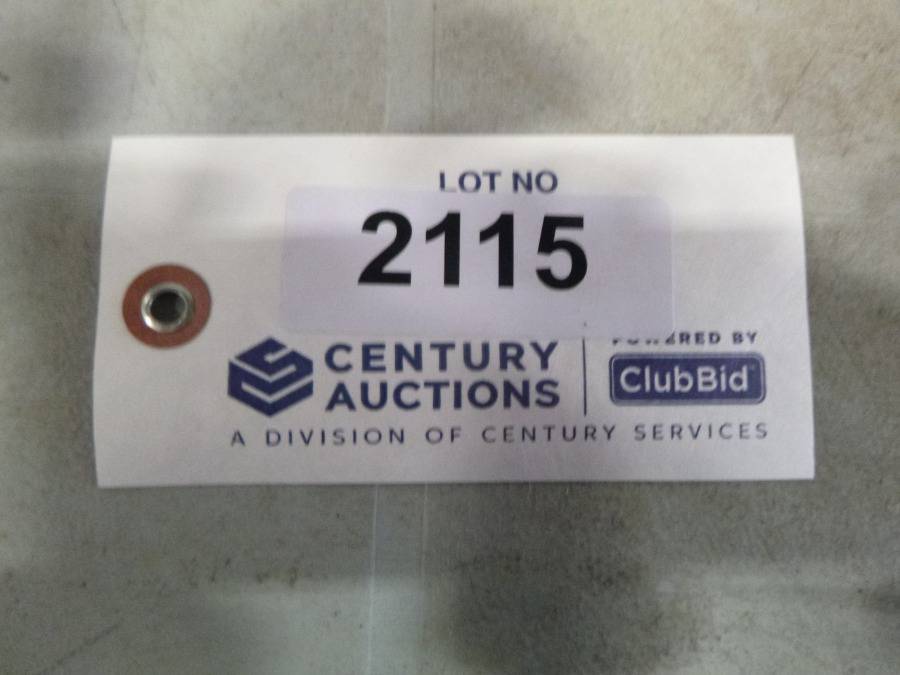 LOT NO
2115
CENTURY
AUCTIONS
POWERED BY
ClubBid
A DIVISION OF CENTURY SERVICES